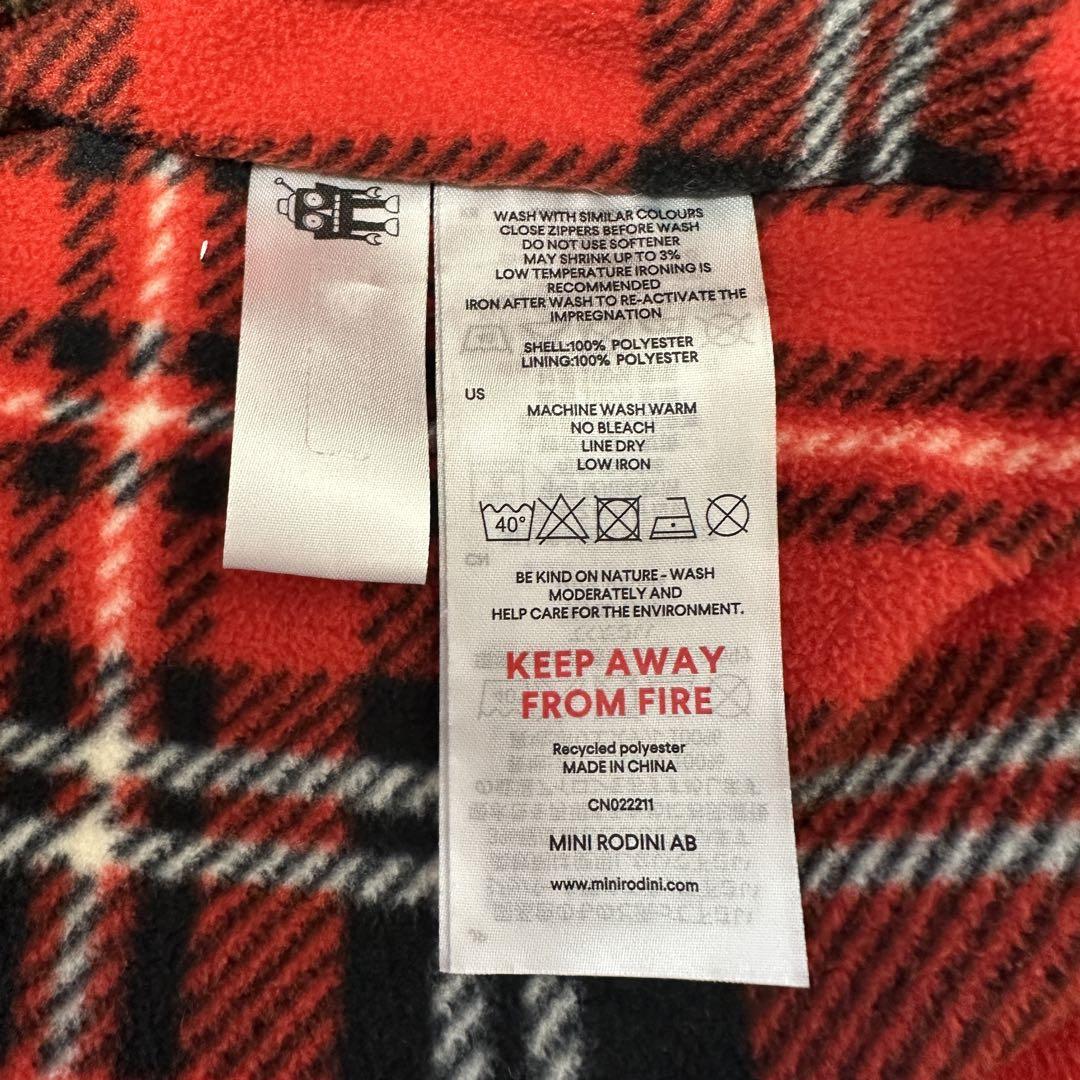 WASH WITH SIMILAR COLOURS
CLOSE ZIPPERS BEFORE WASH
DO NOT USE SOFTENER
MAY SHRINK UP TO 3%
LOW TEMPERATURE IRONING IS
RECOMMENDED
IRON AFTER WASH TO RE-ACTIVATE THE
IMPREGNATION
SHELL:100% POLYESTER
LINING:100% POLYESTER
US
MACHINE WASH WARM
NO BLEACH
LINE DRY
LOW IRON
40°
BE KIND ON NATURE - WASH
MODERATELY AND
HELP CARE FOR THE ENVIRONMENT.
KEEP AWAY
FROM FIRE
Recycled polyester
MADE IN CHINA
CN022211
MINI RODINI AB
www.minirodini.com